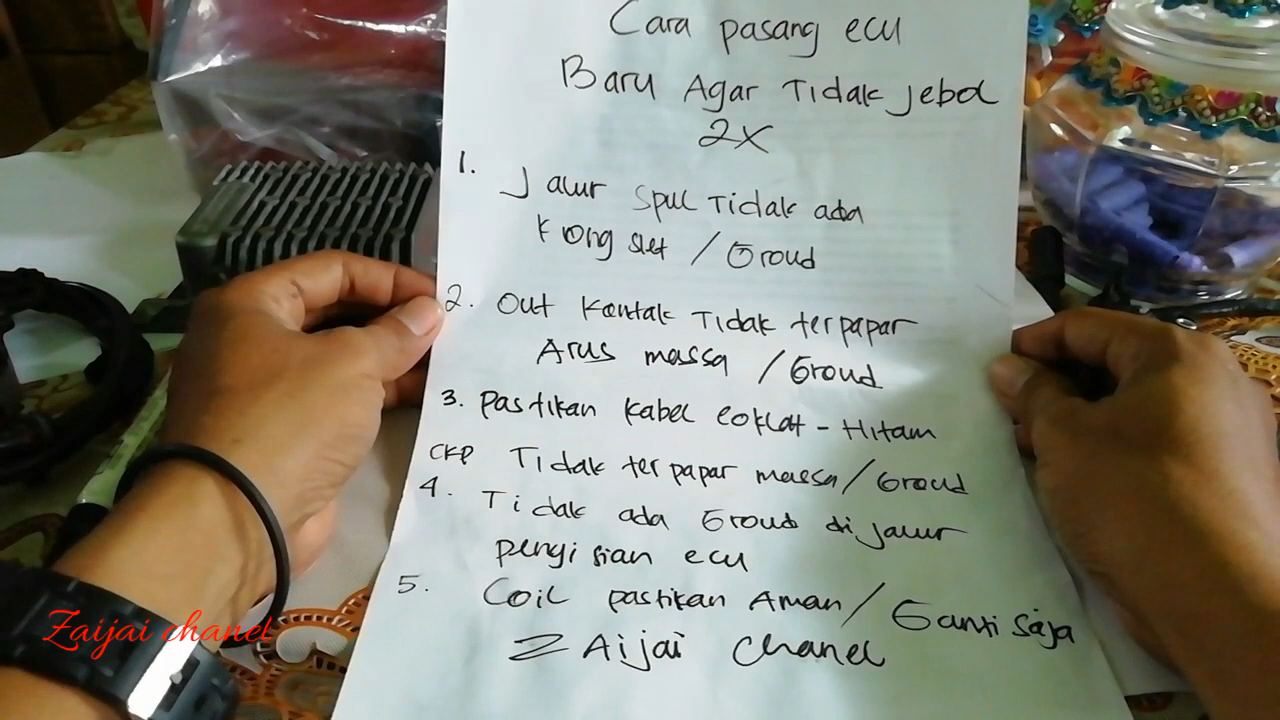 Cara pasang ecu
Baru Agar Tidak jebol
2X
1. Jalur Spul Tidak ada
Kongslet / Groud
2. Out Kontak Tidak terpapar
Arus massa / Groud
3. Pastikan Kabel Coklat - Hitam
CKP Tidak terpapar massa / Groud
4. Tidak ada Groud di jalur
pengisian ecu
5. Coil pastikan Aman / Ganti saja
ZAijai Chanel
Zaijai chanel